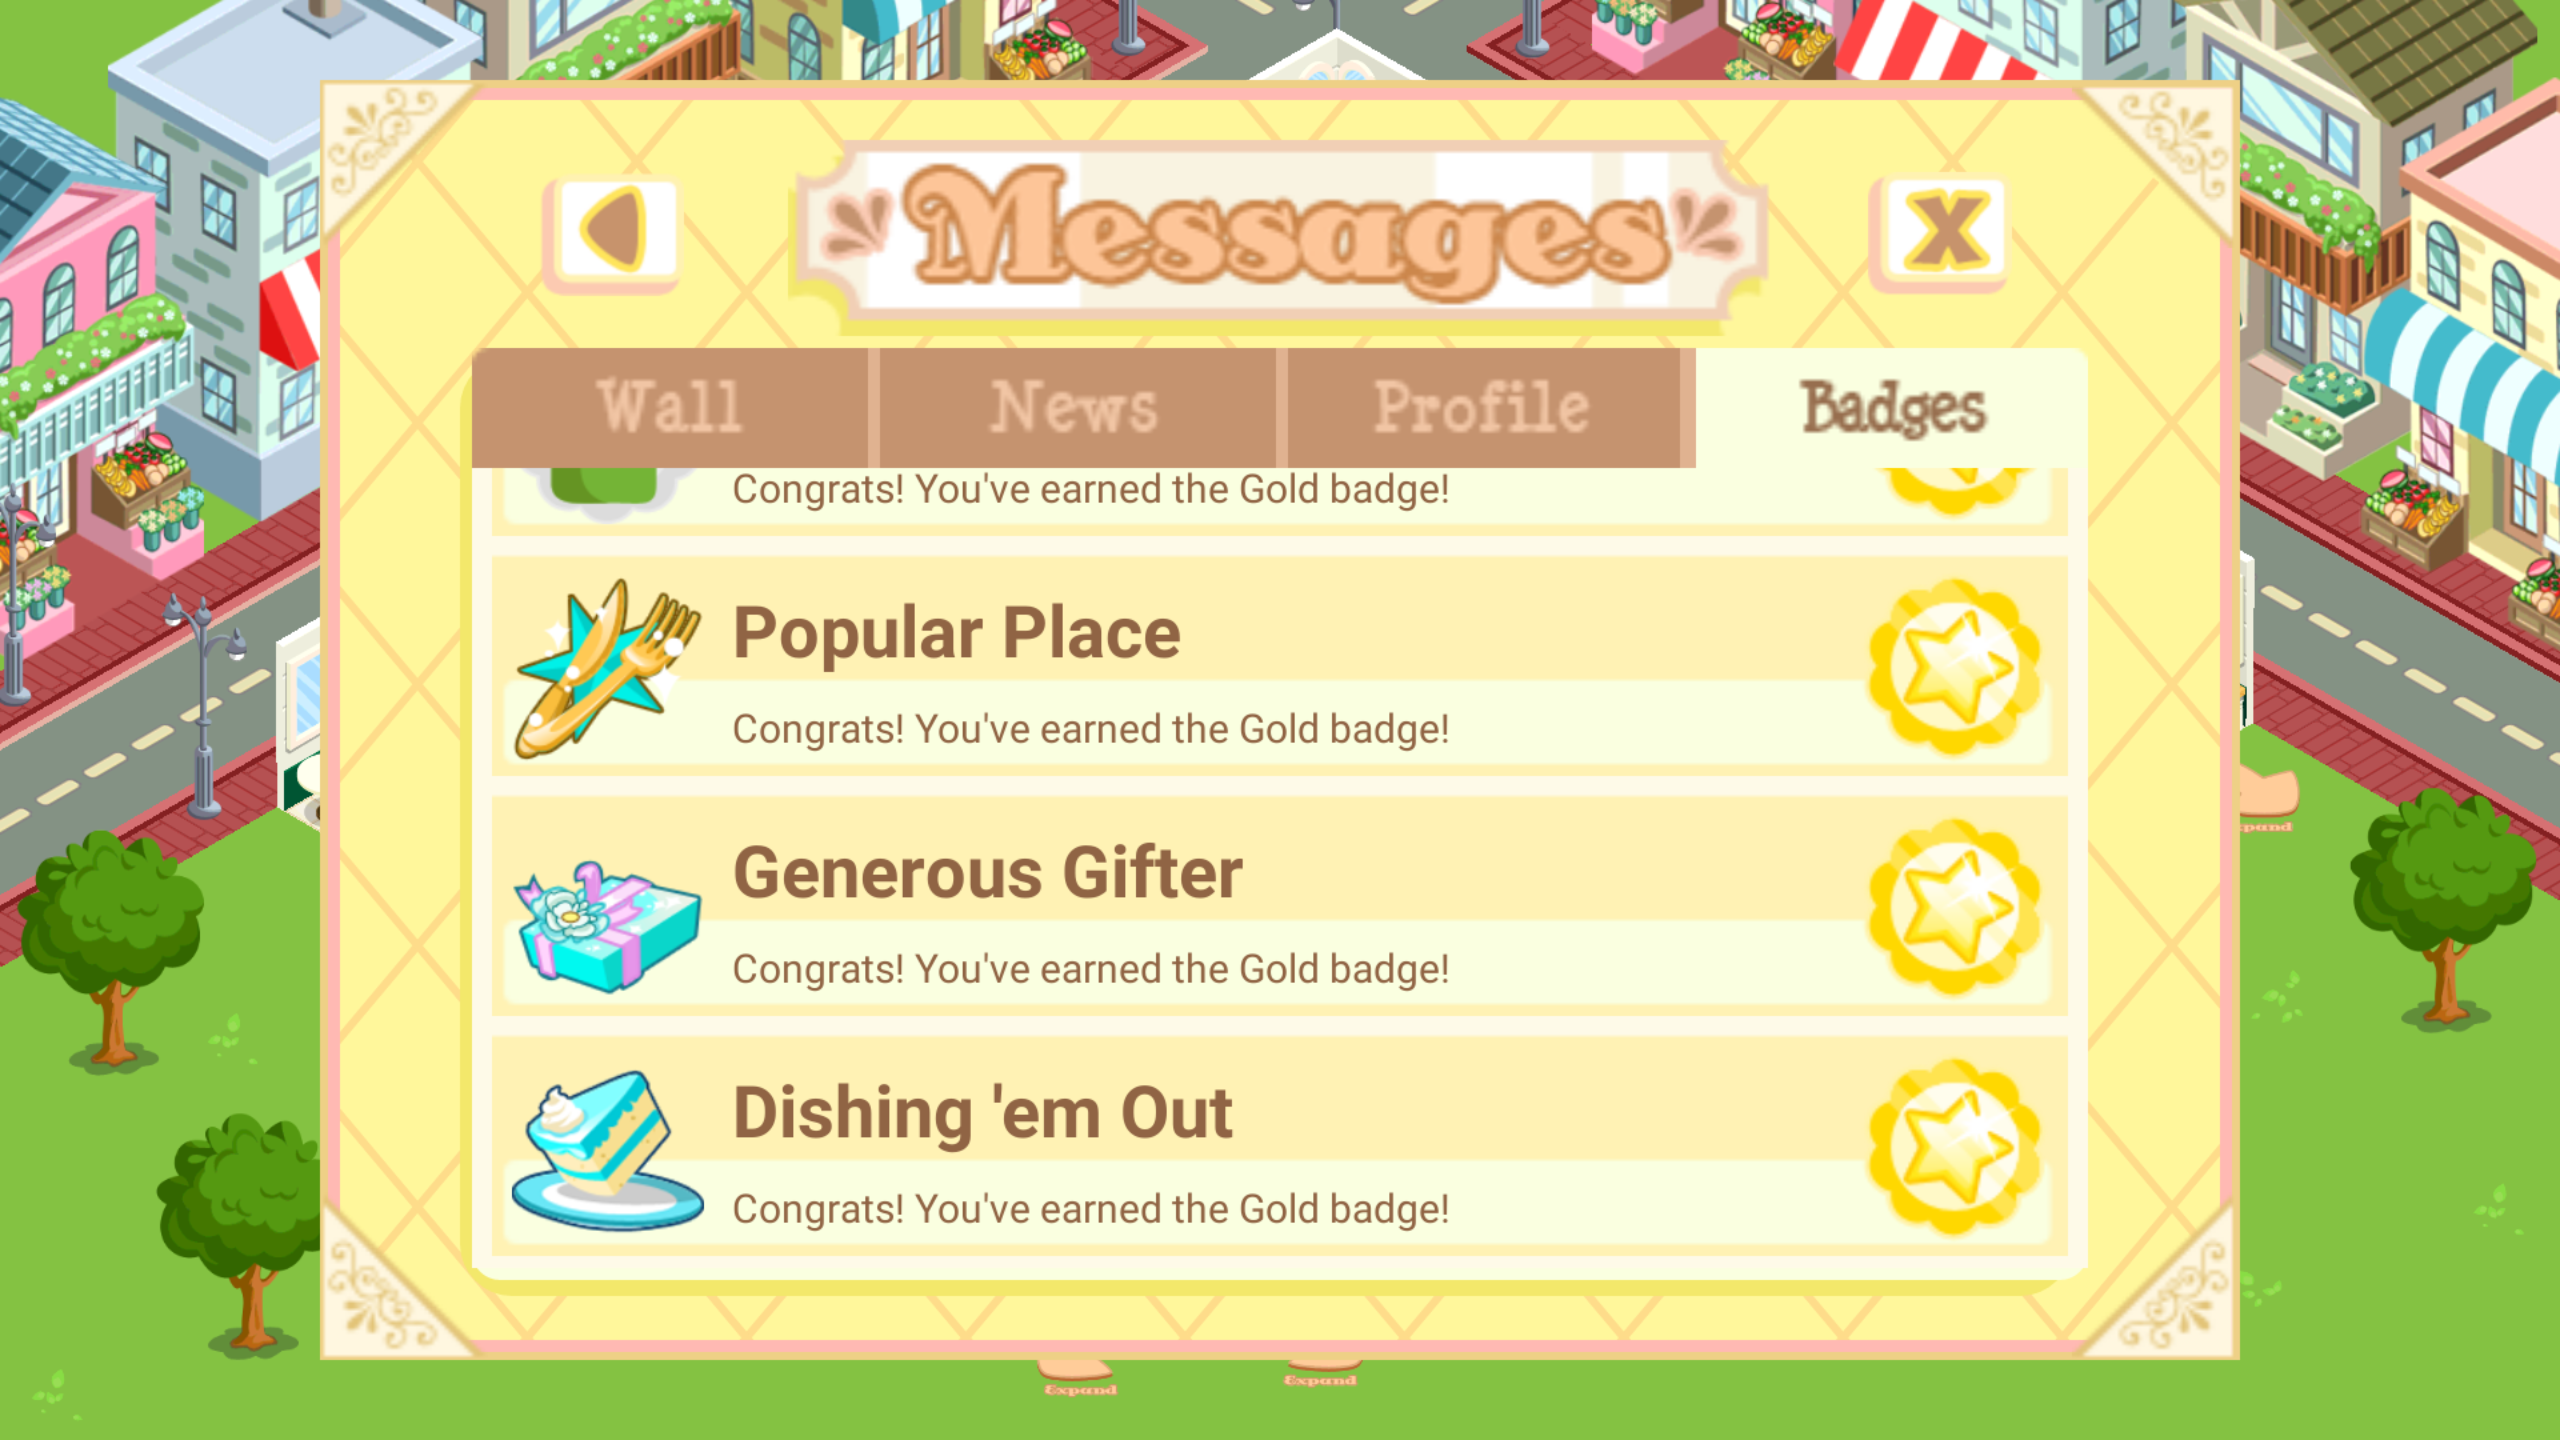 Messages
Wall News Profile Badges
Congrats! You've earned the Gold badge!
Popular Place
Congrats! You've earned the Gold badge!
Generous Gifter
Congrats! You've earned the Gold badge!
Dishing 'em Out
Congrats! You've earned the Gold badge!
pand
Expand
Expand